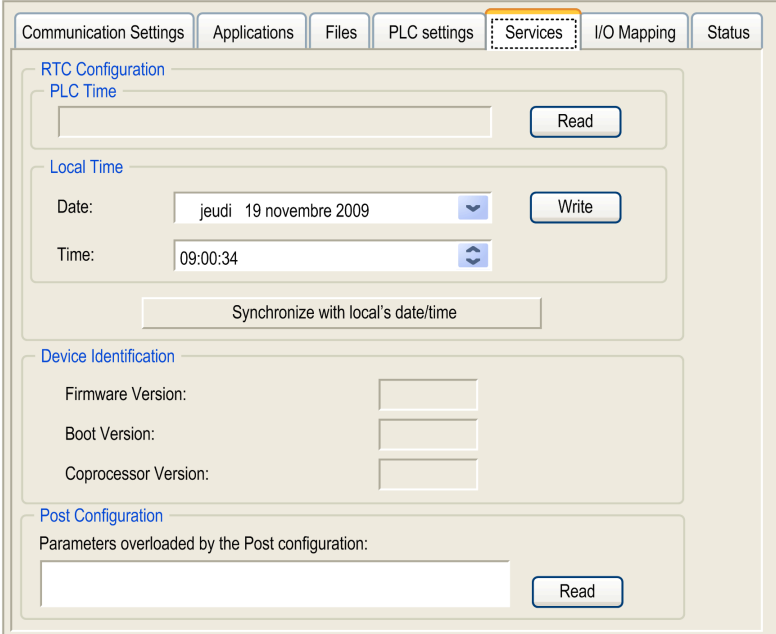 Communication Settings Applications Files PLC settings Services I/O Mapping Status
RTC Configuration
PLC Time
Read
Local Time
Date: jeudi 19 novembre 2009 Write
Time: 09:00:34
Synchronize with local's date/time
Device Identification
Firmware Version:
Boot Version:
Coprocessor Version:
Post Configuration
Parameters overloaded by the Post configuration:
Read